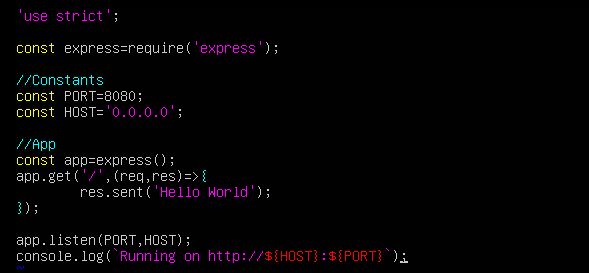 'use strict';

const express=require('express');

//Constants
const PORT=8080;
const HOST='0.0.0.0';

//App
const app=express();
app.get('/',(req,res)=>{
        res.sent('Hello World');
});

app.listen(PORT,HOST);
console.log(`Running on http://${HOST}:${PORT}`);
~